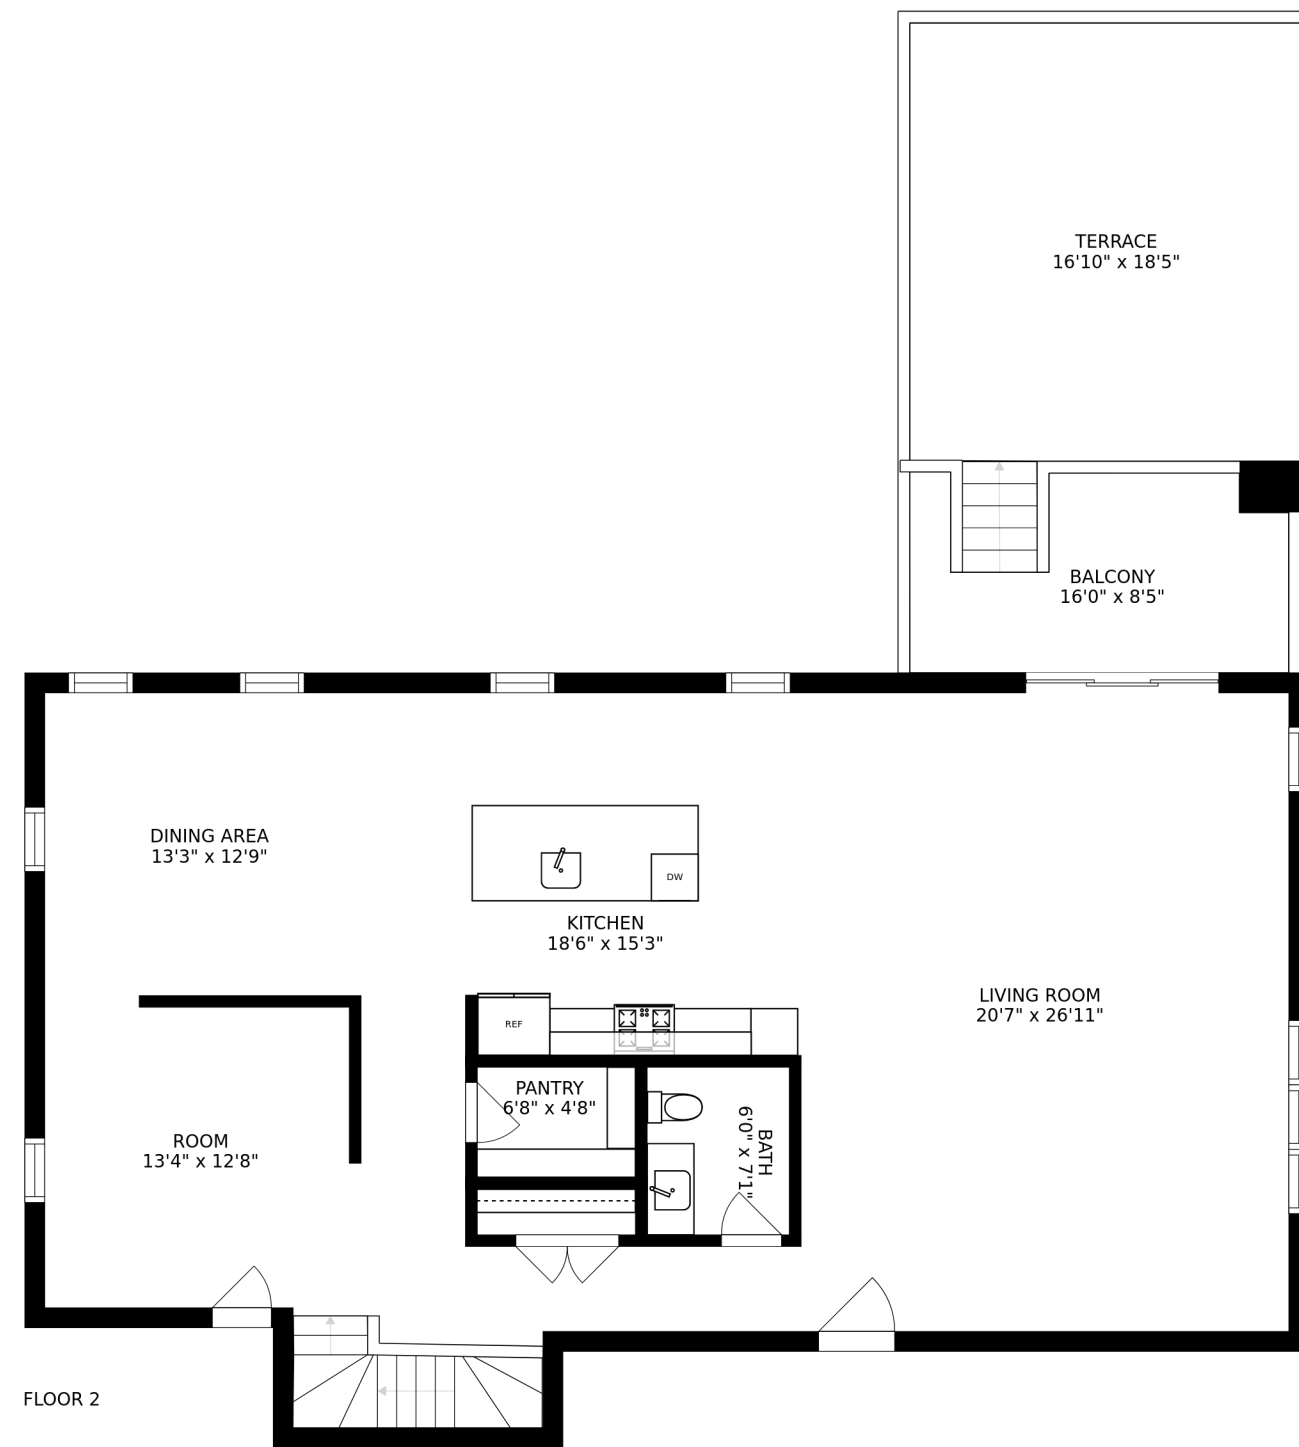 TERRACE
16'10" x 18'5"
BALCONY
16'0" x 8'5"
DINING AREA
13'3" x 12'9"
DW
KITCHEN
18'6" x 15'3"
LIVING ROOM
20'7" x 26'11"
REF
PANTRY
6'8" x 4'8"
BATH
6'0" x 7'1"
ROOM
13'4" x 12'8"
FLOOR 2